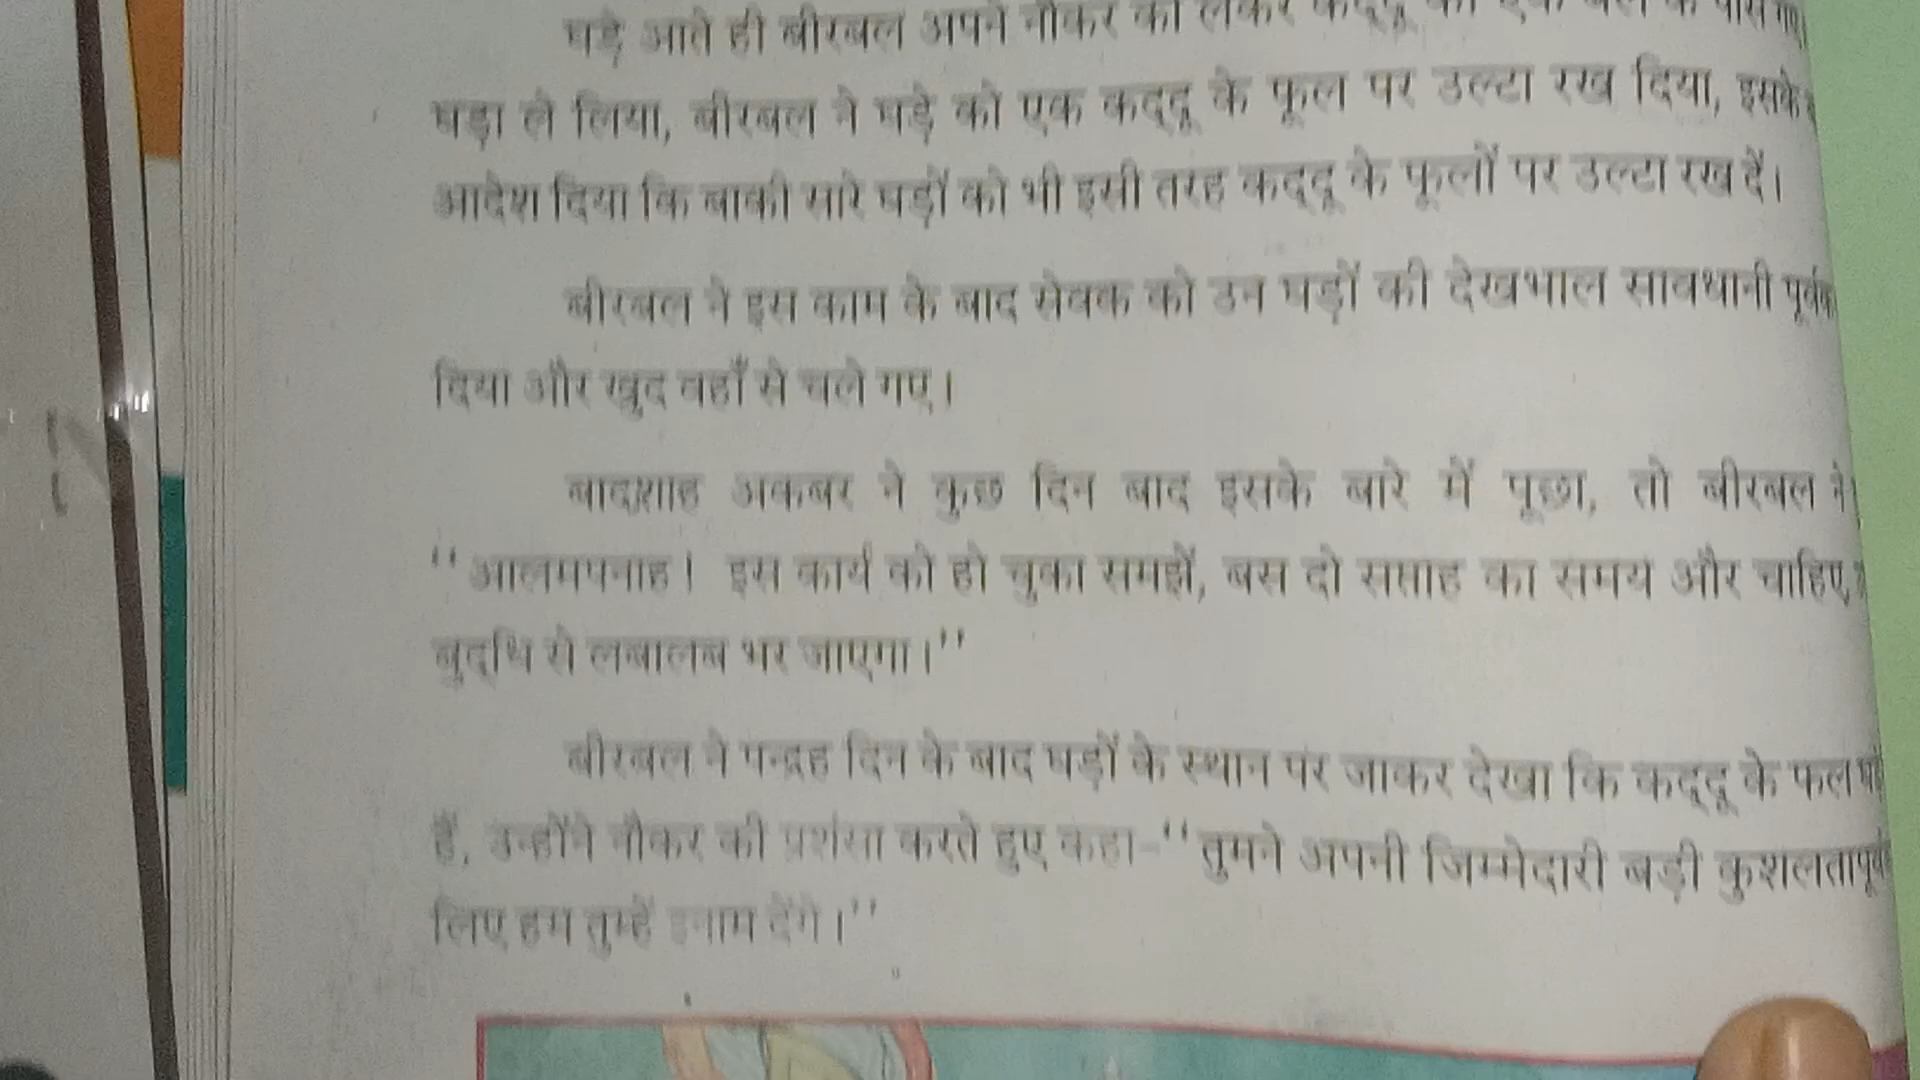 घड़े आते ही बीरबल अपने नौकर को लेकर कद्दू की एक बेल के पास गए
घड़ा ले लिया, बीरबल ने घड़े को एक कद्दू के फूल पर उल्टा रख दिया, इसके
आदेश दिया कि बाकी सारे घड़ों को भी इसी तरह कद्दू के फूलों पर उल्टा रख दें।
बीरबल ने इस काम के बाद सेवक को उन घड़ों की देखभाल सावधानी पूर्वक
दिया और खुद वहाँ से चले गए।
बादशाह अकबर ने कुछ दिन बाद इसके बारे में पूछा, तो बीरबल ने
‘‘आलमपनाह! इस कार्य को हो चुका समझें, बस दो सप्ताह का समय और चाहिए,
बुद्धि से लबालब भर जाएगा।’’
बीरबल ने पन्द्रह दिन के बाद घड़ों के स्थान पर जाकर देखा कि कद्दू के फल
हैं, उन्होंने नौकर की प्रशंसा करते हुए कहा-‘‘तुमने अपनी जिम्मेदारी बड़ी
लिए हम तुम्हें इनाम देंगे।’’